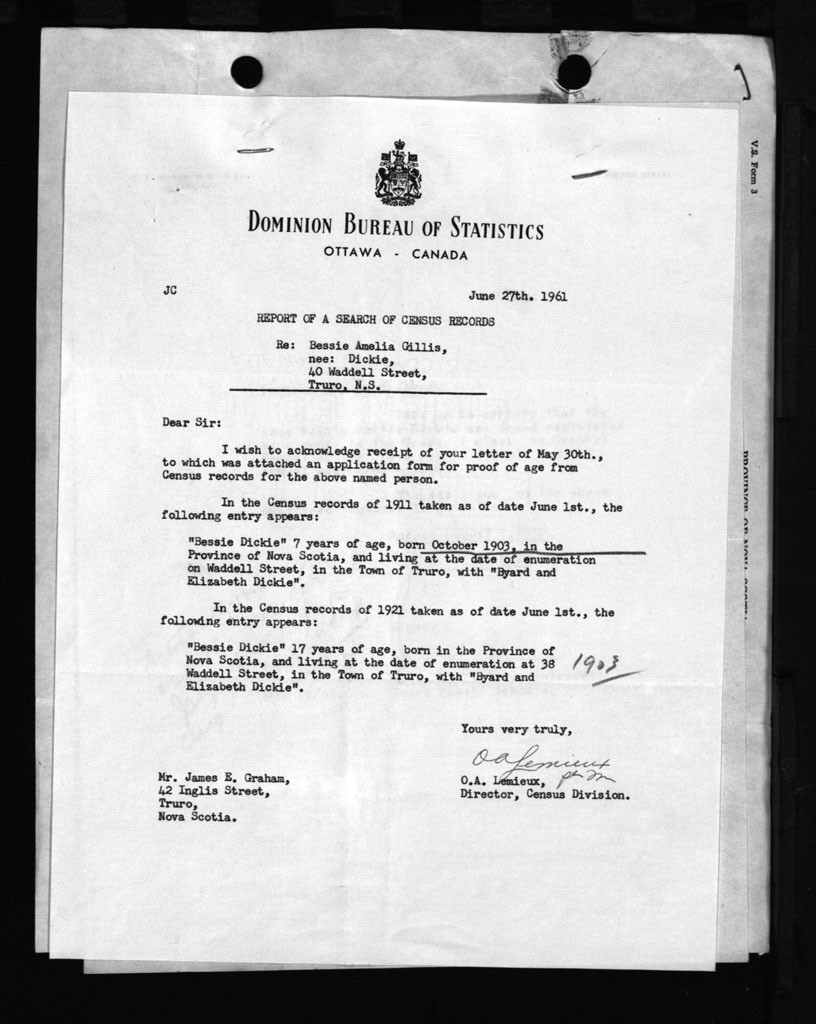 V.S. Form 3
DOMINION BUREAU OF STATISTICS
OTTAWA - CANADA
JC
June 27th. 1961
REPORT OF A SEARCH OF CENSUS RECORDS
Re: Bessie Amelia Gillis,
nee: Dickie,
40 Waddell Street,
Truro, N.S.
Dear Sir:
I wish to acknowledge receipt of your letter of May 30th.,
to which was attached an application form for proof of age from
Census records for the above named person.
In the Census records of 1911 taken as of date June 1st., the
following entry appears:
"Bessie Dickie" 7 years of age, born October 1903, in the
Province of Nova Scotia, and living at the date of enumeration
on Waddell Street, in the Town of Truro, with "Byard and
Elizabeth Dickie".
In the Census records of 1921 taken as of date June 1st., the
following entry appears:
"Bessie Dickie" 17 years of age, born in the Province of
Nova Scotia, and living at the date of enumeration at 38
Waddell Street, in the Town of Truro, with "Byard and
Elizabeth Dickie".
1903
Yours very truly,
OA Lemieux
O.A. Lemieux,
Director, Census Division.
Mr. James E. Graham,
42 Inglis Street,
Truro,
Nova Scotia.